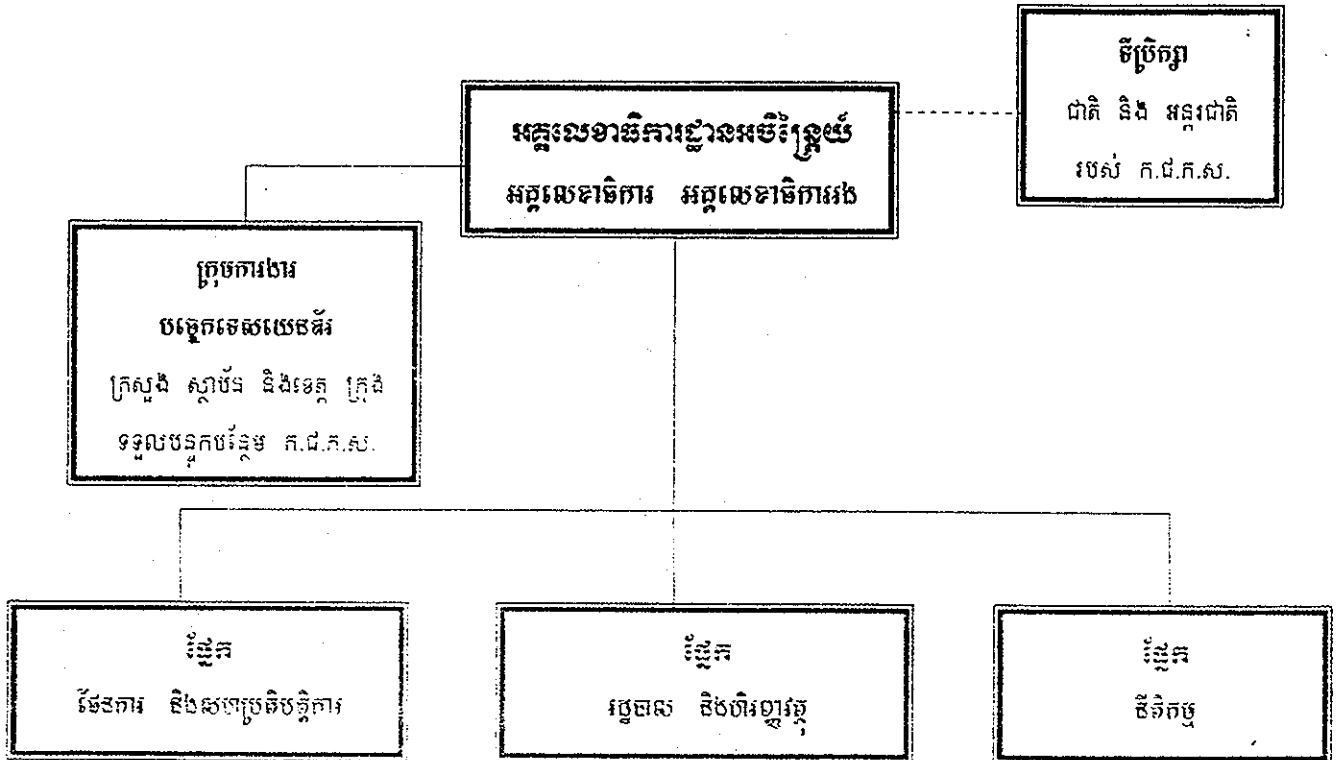 ទីប្រឹក្សា
ជាតិ និង អន្តរជាតិ
របស់ ក.ជ.ក.ស.
អគ្គលេខាធិការដ្ឋានអចិន្ត្រៃយ៍
អគ្គលេខាធិការ អគ្គលេខាធិការរង
ក្រុមការងារ
បច្ចេកទេសយេនឌ័រ
ក្រសួង ស្ថាប័ន និងខេត្ត ក្រុង
ទទួលបន្ទុកបន្ថែម ក.ជ.ក.ស.
ផ្នែក
ផែនការ និងសហប្រតិបត្តិការ
ផ្នែក
រដ្ឋបាល និងហិរញ្ញវត្ថុ
ផ្នែក
នីតិកម្ម